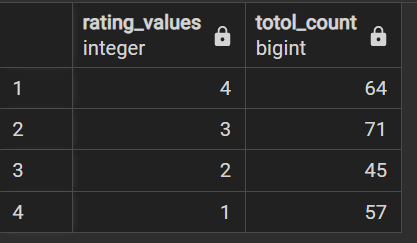 rating_values totol_count
integer bigint
1 4 64
2 3 71
3 2 45
4 1 57